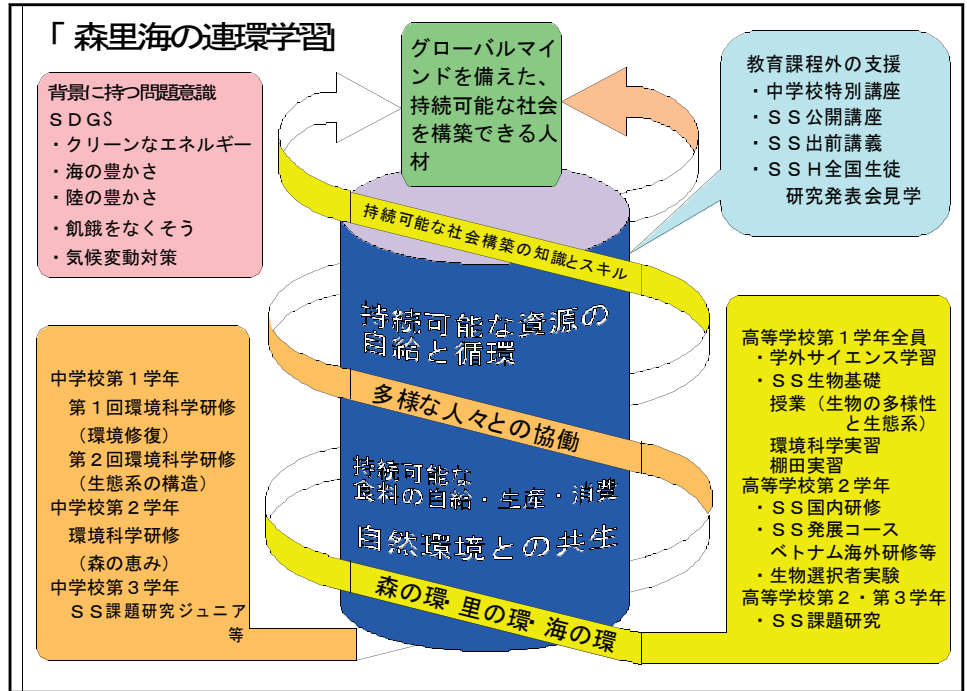 「森里海の連環学習」
グローバルマイ
ンドを備えた、
持続可能な社会
を構築できる人
材
背景に持つ問題意識
ＳＤＧＳ
・クリーンなエネルギー
・海の豊かさ
・陸の豊かさ
・飢餓をなくそう
・気候変動対策
教育課程外の支援
・中学校特別講座
・ＳＳ公開講座
・ＳＳ出前講義
・ＳＳＨ全国生徒
研究発表会見学
持続可能な社会構築の知識とスキル
持続可能な資源の
自給と循環
多様な人々との協働
持続可能な
食料の自給・生産・消費
自然環境との共生
森の環・里の環・海の環
中学校第１学年
第１回環境科学研修
（環境修復）
第２回環境科学研修
（生態系の構造）
中学校第２学年
環境科学研修
（森の恵み）
中学校第３学年
ＳＳ課題研究ジュニア
等
高等学校第１学年全員
・学外サイエンス学習
・ＳＳ生物基礎
授業（生物の多様性
と生態系）
環境科学実習
棚田実習
高等学校第２学年
・ＳＳ国内研修
・ＳＳ発展コース
ベトナム海外研修等
・生物選択者実験
高等学校第２・第３学年
・ＳＳ課題研究